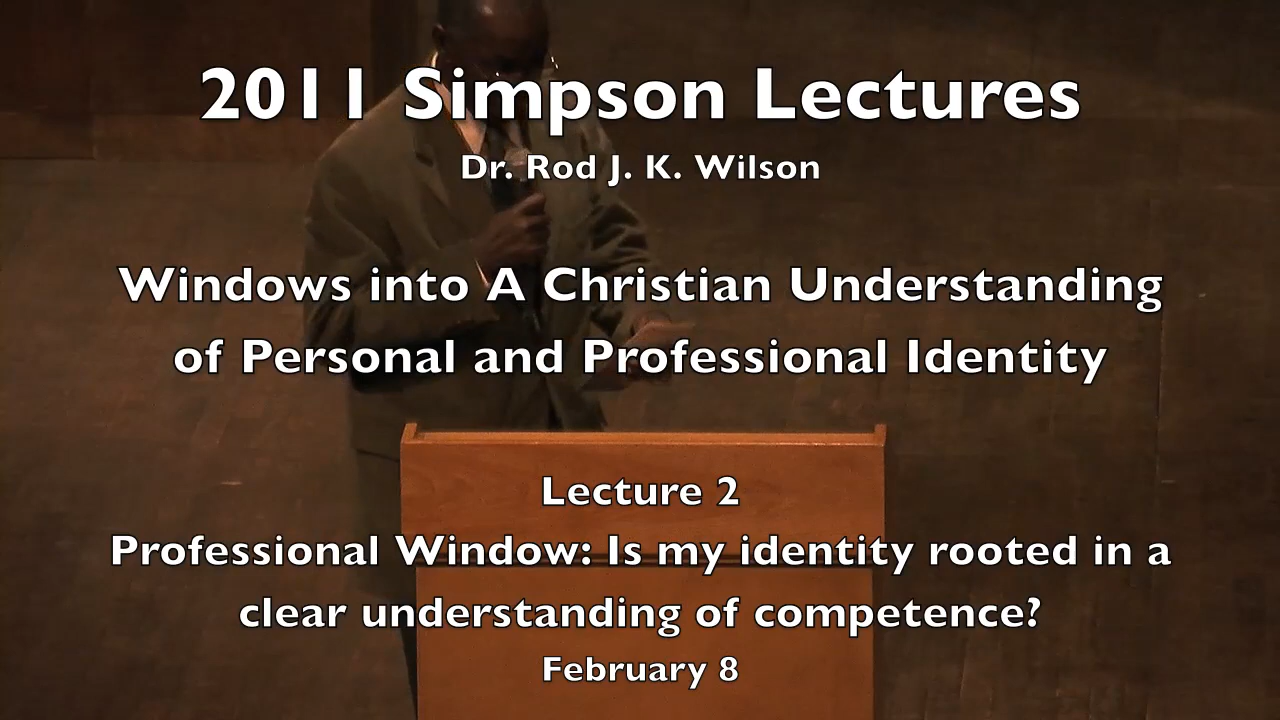 2011 Simpson Lectures
Dr. Rod J. K. Wilson
Windows into A Christian Understanding
of Personal and Professional Identity
Lecture 2
Professional Window: Is my identity rooted in a
clear understanding of competence?
February 8